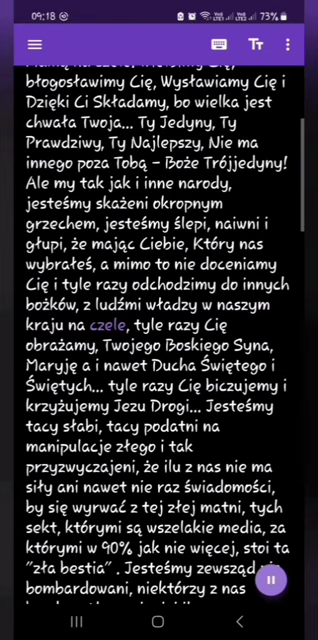 09:18
73%
błogosławimy Cię, Wysławiamy Cię i
Dzięki Ci Składamy, bo wielka jest
chwała Twoja... Ty Jedyny, Ty
Prawdziwy, Ty Najlepszy, Nie ma
innego poza Tobą - Boże Trójjedyny!
Ale my tak jak i inne narody,
jesteśmy skażeni okropnym
grzechem, jesteśmy ślepi, naiwni i
głupi, że mając Ciebie, Który nas
wybrałeś, a mimo to nie doceniamy
Cię i tyle razy odchodzimy do innych
bożków, z ludźmi władzy w naszym
kraju na czele, tyle razy Cię
obrażamy, Twojego Boskiego Syna,
Maryję a i nawet Ducha Świętego i
Świętych... tyle razy Cię biczujemy i
krzyżujemy Jezu Drogi... Jesteśmy
tacy słabi, tacy podatni na
manipulacje złego i tak
przyzwyczajeni, że ilu z nas nie ma
siły ani nawet nie raz świadomości,
by się wyrwać z tej złej matni, tych
sekt, którymi są wszelakie media, za
którymi w 90% jak nie więcej, stoi ta
"zła bestia" . Jesteśmy zewsząd
bombardowani, niektórzy z nas